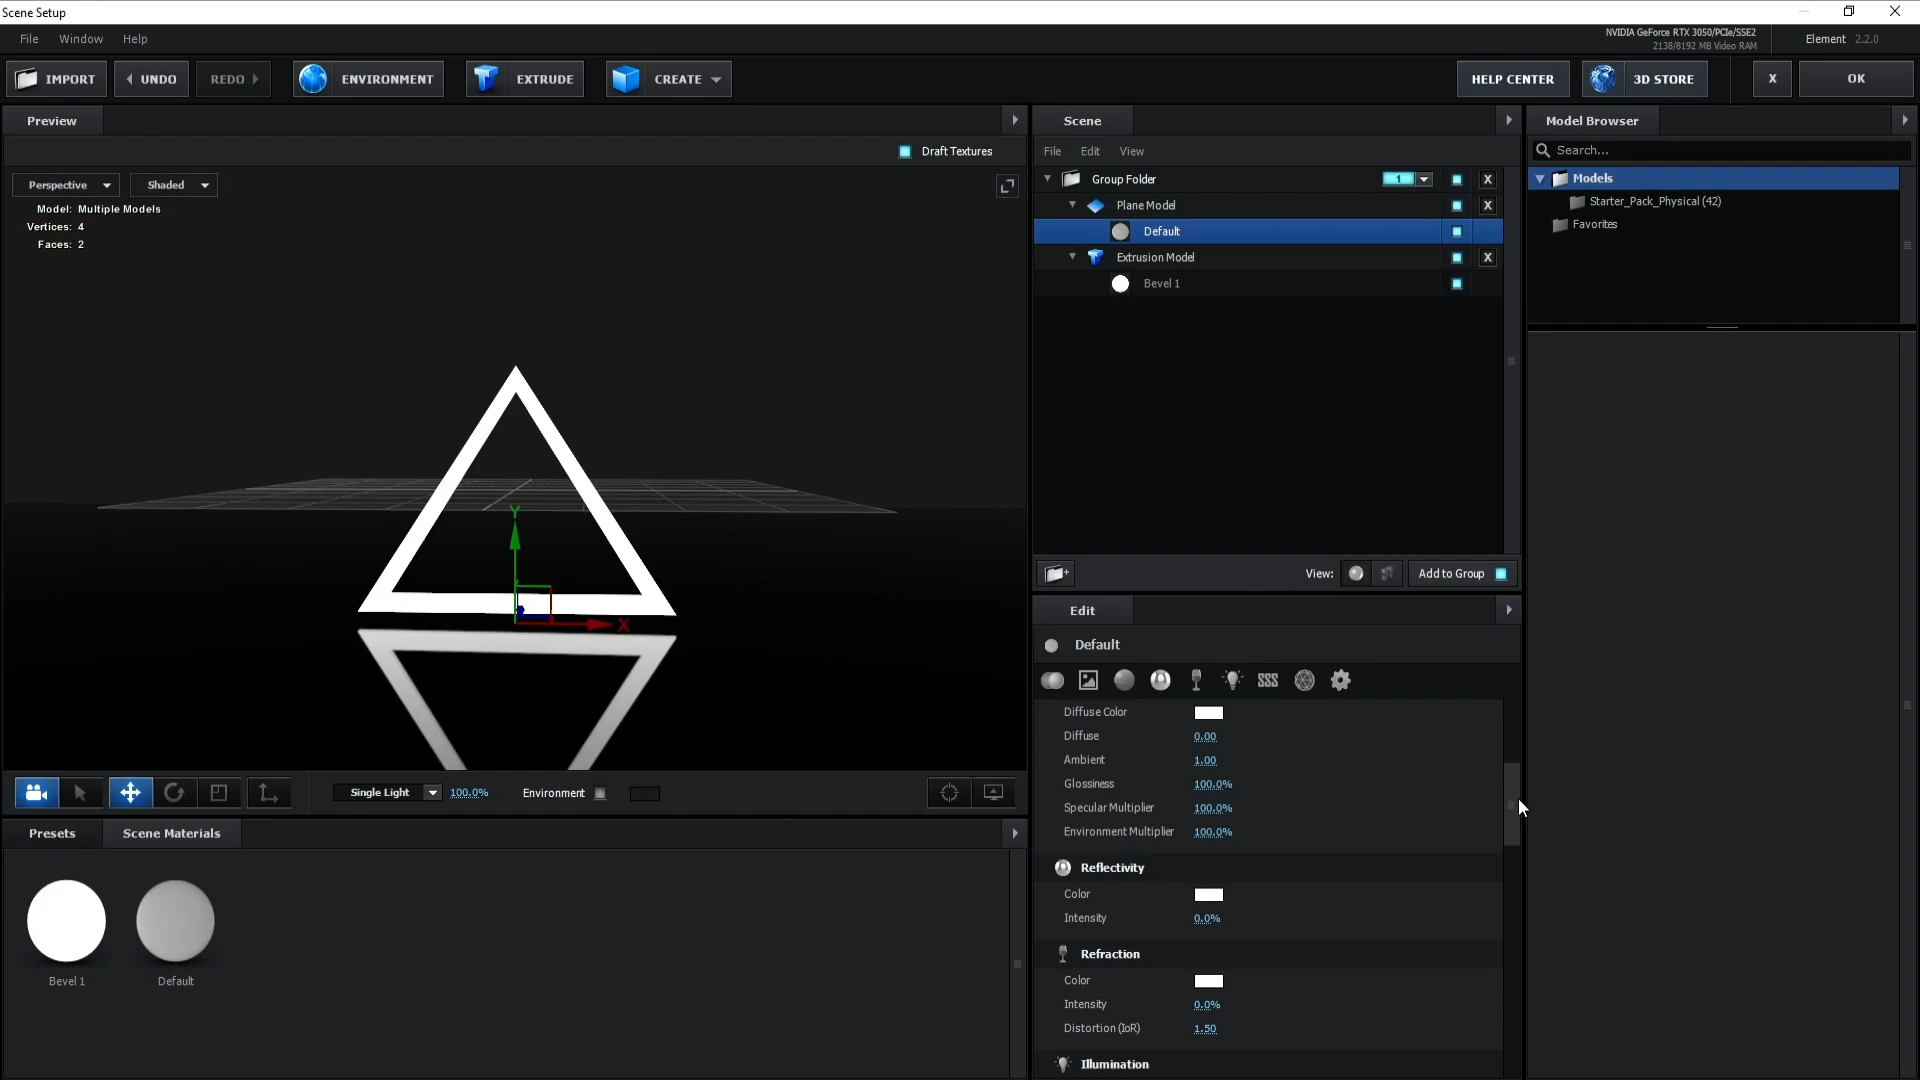 Scene Setup
File Window Help
NVIDIA GeForce RTX 3050/PCIe/SSE2
2138/8192 MB Video RAM
Element 2.2.0
IMPORT UNDO REDO ENVIRONMENT EXTRUDE CREATE HELP CENTER 3D STORE X OK
Preview
Draft Textures
Perspective Shaded
Model: Multiple Models
Vertices: 4
Faces: 2
Y
X
Single Light 100.0% Environment
Presets Scene Materials
Bevel 1 Default
Scene
File Edit View
Group Folder 1 X
Plane Model X
Default
Extrusion Model X
Bevel 1
View: Add to Group
Edit
Default
SSS
Diffuse Color
Diffuse 0.00
Ambient 1.00
Glossiness 100.0%
Specular Multiplier 100.0%
Environment Multiplier 100.0%
Reflectivity
Color
Intensity 0.0%
Refraction
Color
Intensity 0.0%
Distortion (IoR) 1.50
Illumination
Model Browser
Search...
Models
Starter_Pack_Physical (42)
Favorites